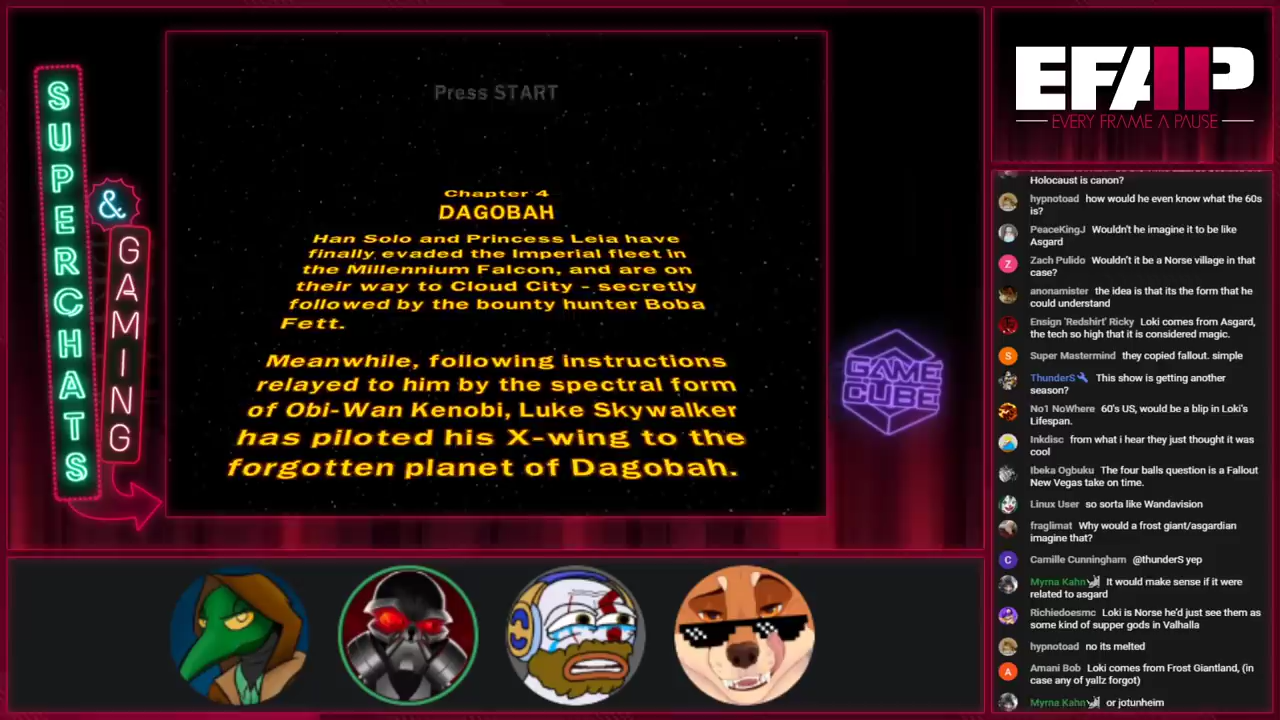 SUPERCHATS
&
GAMING
Press START
Chapter 4
DAGOBAH
Han Solo and Princess Leia have
finally evaded the Imperial fleet in
the Millennium Falcon, and are on
their way to Cloud City - secretly
followed by the bounty hunter Boba
Fett.
Meanwhile, following instructions
relayed to him by the spectral form
of Obi-Wan Kenobi, Luke Skywalker
has piloted his X-wing to the
forgotten planet of Dagobah.
GAME
CUBE
EFAP
EVERY FRAME A PAUSE
Holocaust is canon?
hypnotoad how would he even know what the 60s
is?
PeaceKingJ Wouldn't he imagine it to be like
Asgard
Z
Zach Pulido Wouldn't it be a Norse village in that
case?
anonamister the idea is that its the form that he
could understand
Ensign 'Redshirt' Ricky Loki comes from Asgard,
the tech so high that it is considered magic.
S
Super Mastermind they copied fallout. simple
ThunderS This show is getting another
season?
No1 NoWhere 60's US, would be a blip in Loki's
Lifespan.
Inkdisc from what i hear they just thought it was
cool
Ibeka Ogbuku The four balls question is a Fallout
New Vegas take on time.
Linux User so sorta like Wandavision
fraglimat Why would a frost giant/asgardian
imagine that?
C
Camille Cunningham @thunderS yep
Myrna Kahn It would make sense if it were
related to asgard
Richiedoesmc Loki is Norse he'd just see them as
some kind of supper gods in Valhalla
hypnotoad no its melted
A
Amani Bob Loki comes from Frost Giantland, (in
case any of yallz forgot)
Myrna Kahn or jotunheim